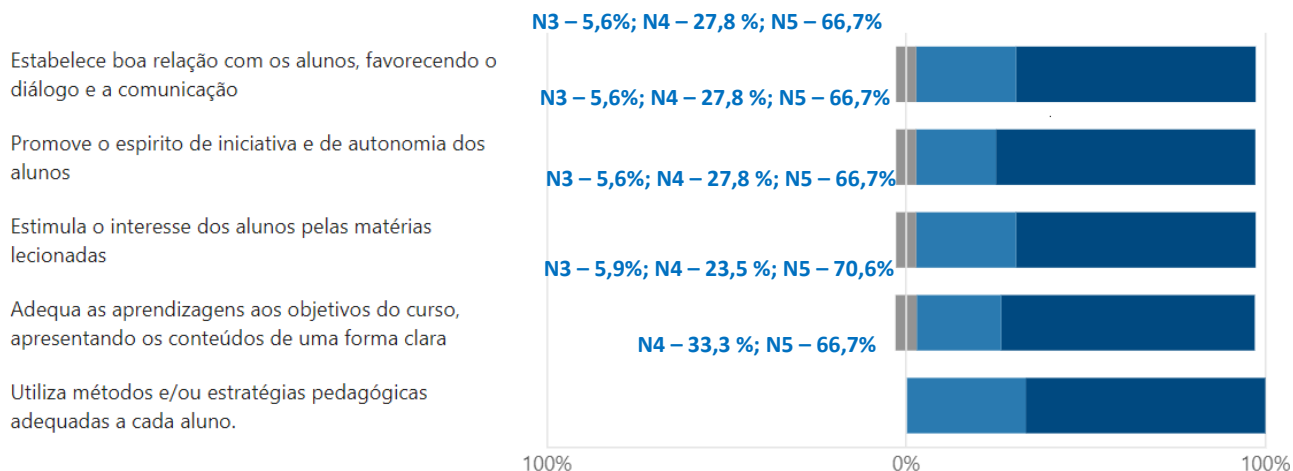 N3 – 5,6%; N4 – 27,8 %; N5 – 66,7%
Estabelece boa relação com os alunos, favorecendo o
diálogo e a comunicação
N3 – 5,6%; N4 – 27,8 %; N5 – 66,7%
Promove o espirito de iniciativa e de autonomia dos
alunos
N3 – 5,6%; N4 – 27,8 %; N5 – 66,7%
Estimula o interesse dos alunos pelas matérias
lecionadas
N3 – 5,9%; N4 – 23,5 %; N5 – 70,6%
Adequa as aprendizagens aos objetivos do curso,
apresentando os conteúdos de uma forma clara
N4 – 33,3 %; N5 – 66,7%
Utiliza métodos e/ou estratégias pedagógicas
adequadas a cada aluno.
100% 0% 100%